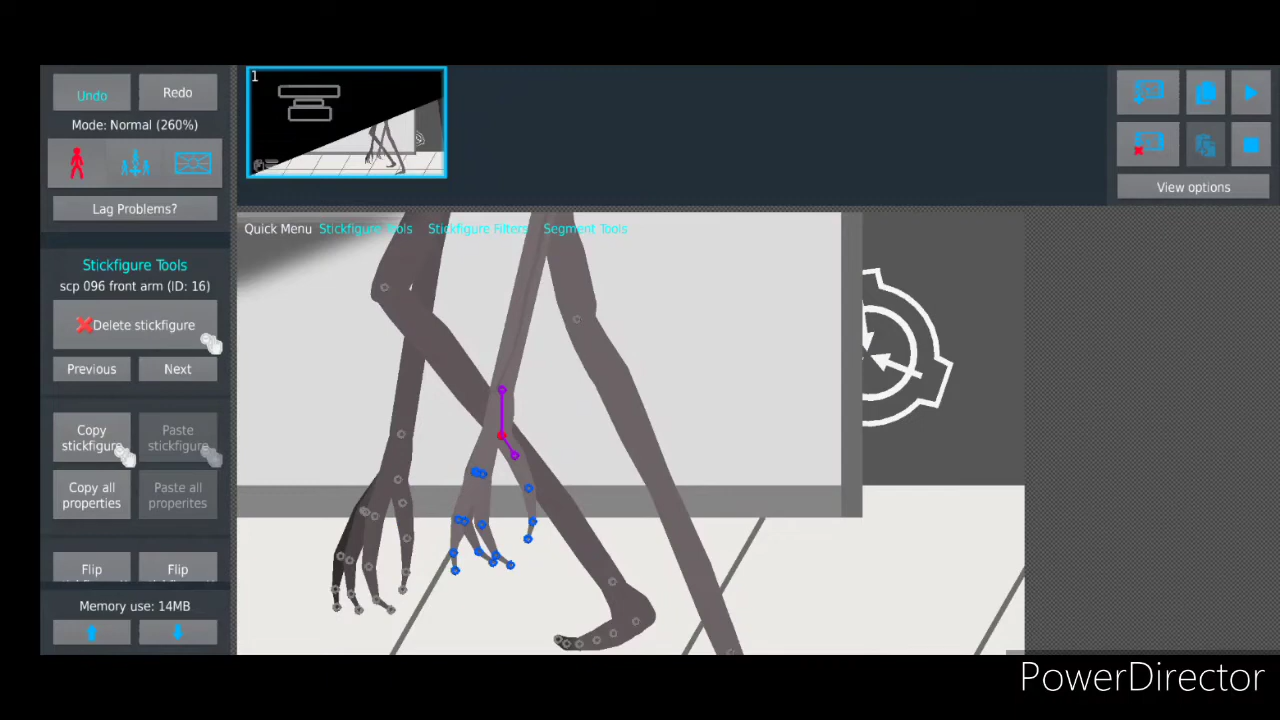 Undo
Redo
Mode: Normal (260%)
Lag Problems?
Stickfigure Tools
scp 096 front arm (ID: 16)
Delete stickfigure
Previous
Next
Copy
stickfigure
Paste
stickfigure
Copy all
properties
Paste all
properites
Flip
Flip
Memory use: 14MB
1
View options
Quick Menu
Stickfigure Tools
Stickfigure Filters
Segment Tools
PowerDirector